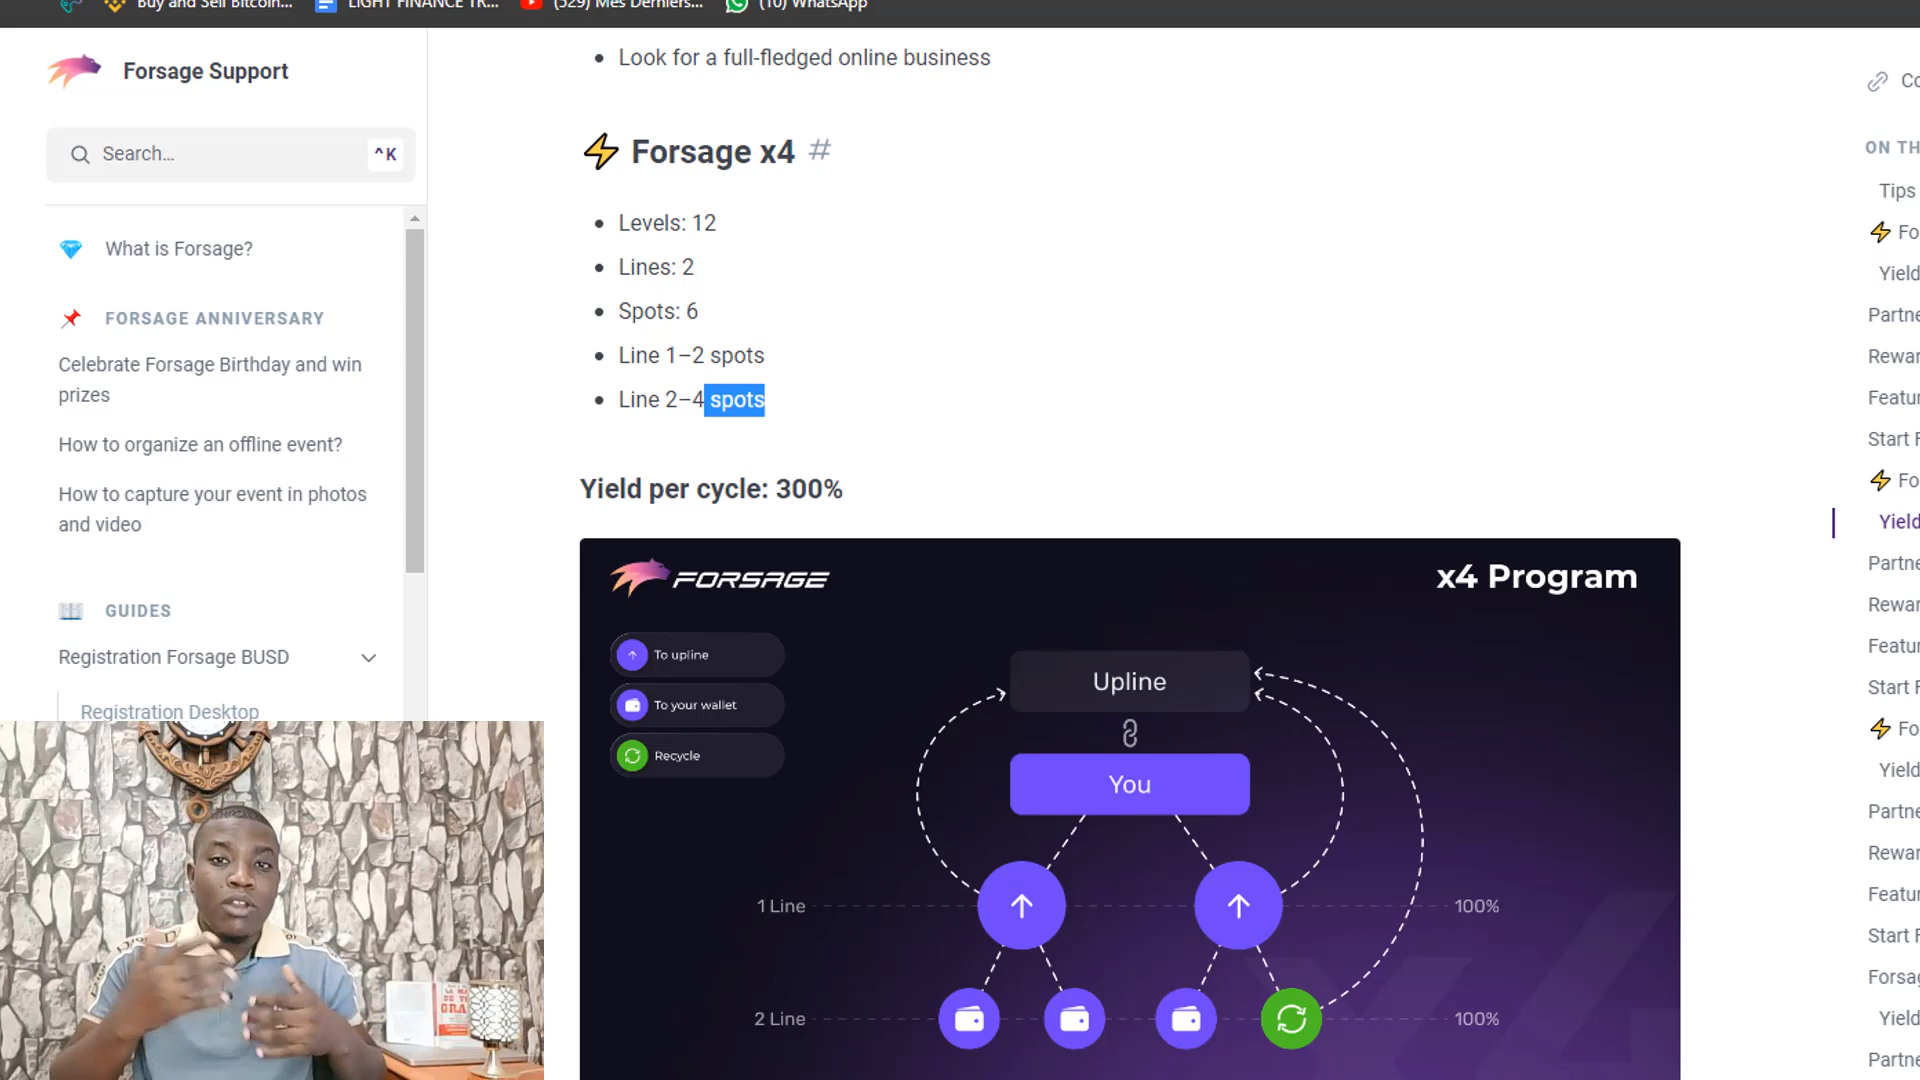 Buy and Sell Bitcoin...
LIGHT FINANCE TR...
(529) Mes Derniers...
(10) WhatsApp
Forsage Support
Search...
^K
What is Forsage?
FORSAGE ANNIVERSARY
Celebrate Forsage Birthday and win
prizes
How to organize an offline event?
How to capture your event in photos
and video
GUIDES
Registration Forsage BUSD
Registration Desktop
Look for a full-fledged online business
Forsage x4 #
Levels: 12
Lines: 2
Spots: 6
Line 1–2 spots
Line 2–4 spots
Yield per cycle: 300%
FORSAGE
x4 Program
To upline
To your wallet
Recycle
Upline
You
1 Line
100%
2 Line
100%
x4
Co
ON TH
Tips
Fo
Yield
Partne
Rewar
Featur
Start F
Fo
Yield
Partne
Rewar
Featur
Start F
Fo
Yield
Partne
Rewar
Featur
Start F
Forsag
Yield
Partne